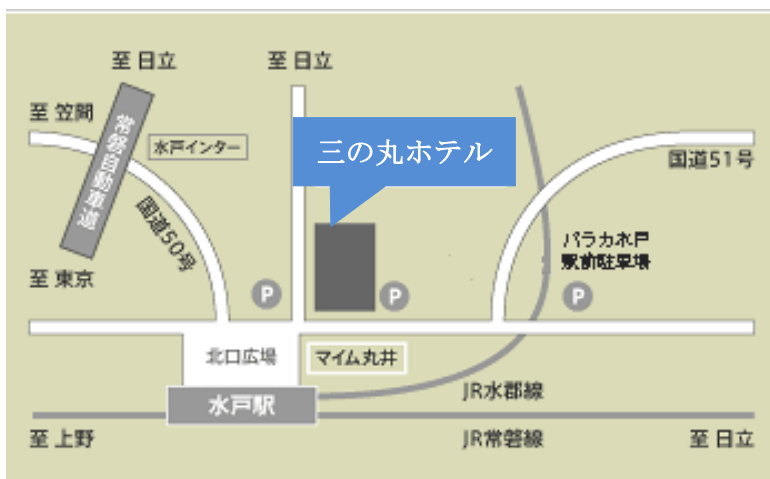 至 日立
至 日立
至 笠間
常磐自動車道
水戸インター
三の丸ホテル
国道51号
国道50号
パラカ水戸
駅前駐車場
至 東京
P
P
P
北口広場
マイム丸井
水戸駅
JR水郡線
至 上野
JR常磐線
至 日立